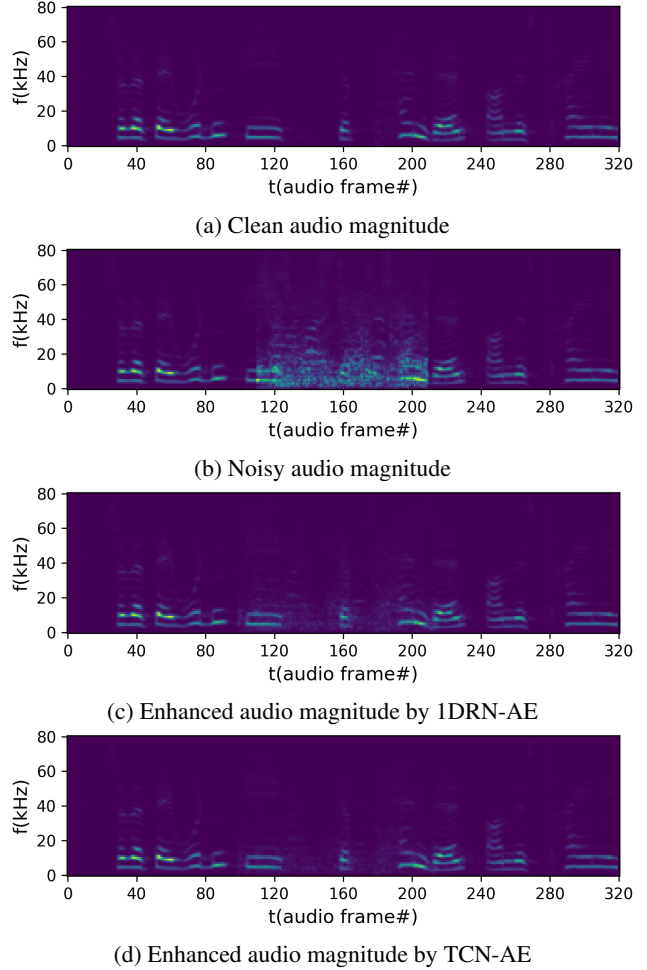 80
60
40
20
0
f(kHz)
0 40 80 120 160 200 240 280 320
t(audio frame#)
(a) Clean audio magnitude
80
60
40
20
0
f(kHz)
0 40 80 120 160 200 240 280 320
t(audio frame#)
(b) Noisy audio magnitude
80
60
40
20
0
f(kHz)
0 40 80 120 160 200 240 280 320
t(audio frame#)
(c) Enhanced audio magnitude by 1DRN-AE
80
60
40
20
0
f(kHz)
0 40 80 120 160 200 240 280 320
t(audio frame#)
(d) Enhanced audio magnitude by TCN-AE